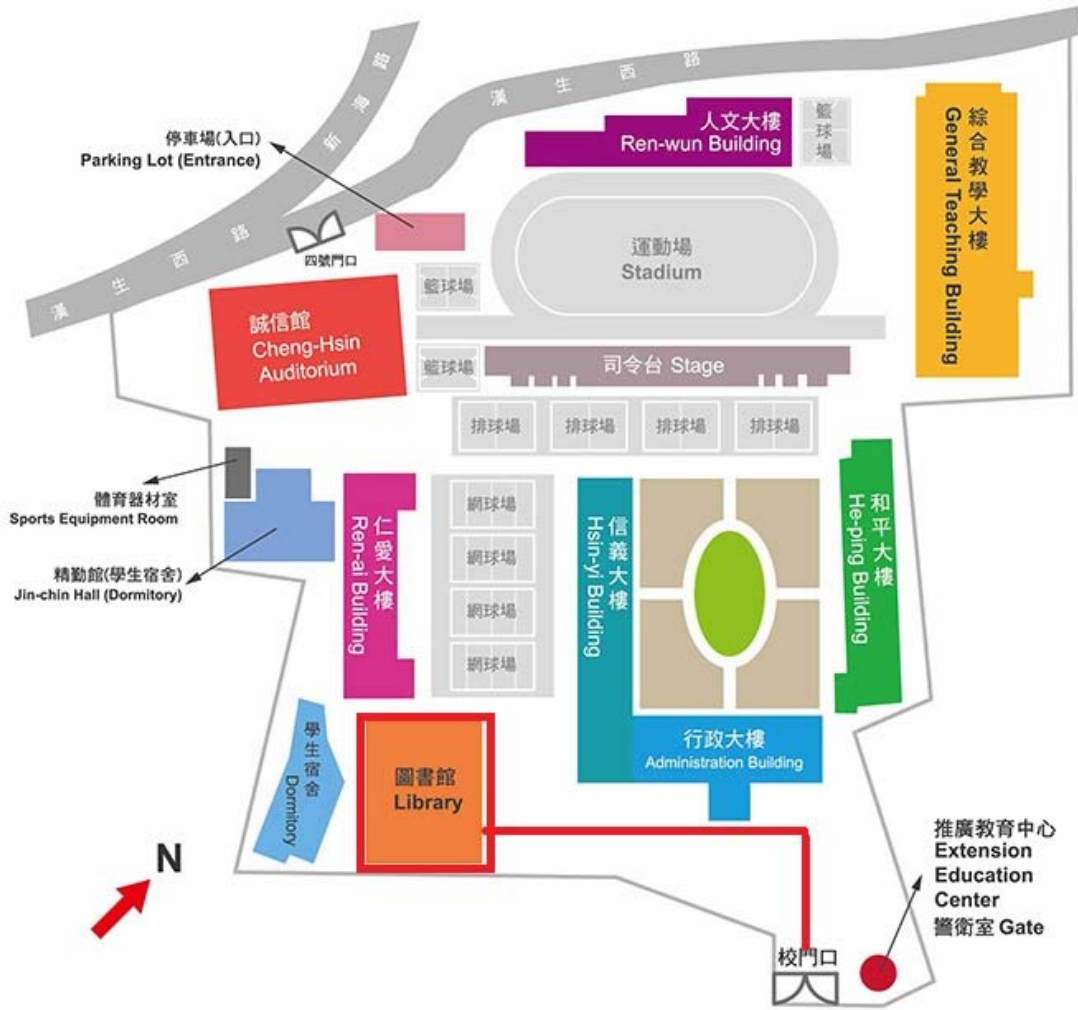 新海路
漢生西路
停車場(入口)
Parking Lot (Entrance)
人文大樓
Ren-wun Building
籃球場
綜合教學大樓
General Teaching Building
漢生西路
四號門口
運動場
Stadium
籃球場
誠信館
Cheng-Hsin
Auditorium
籃球場
司令台 Stage
排球場
排球場
排球場
排球場
體育器材室
Sports Equipment Room
精勤館(學生宿舍)
Jin-chin Hall (Dormitory)
仁愛大樓
Ren-ai Building
網球場
網球場
網球場
網球場
信義大樓
Hsin-yi Building
和平大樓
He-ping Building
學生宿舍
Dormitory
圖書館
Library
行政大樓
Administration Building
N
推廣教育中心
Extension
Education
Center
警衛室 Gate
校門口